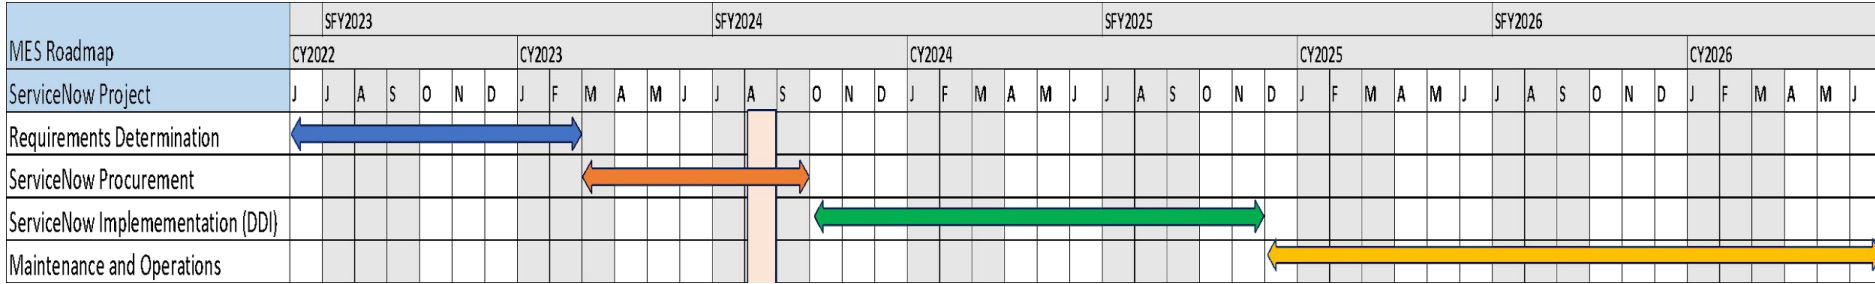 SFY2023 SFY2024 SFY2025 SFY2026
MES Roadmap CY2022 CY2023 CY2024 CY2025 CY2026
ServiceNow Project J J A S O N D J F M A M J J A S O N D J F M A M J J A S O N D J F M A M J J A S O N D J F M A M J
Requirements Determination
ServiceNow Procurement
ServiceNow Implemementation (DDI)
Maintenance and Operations